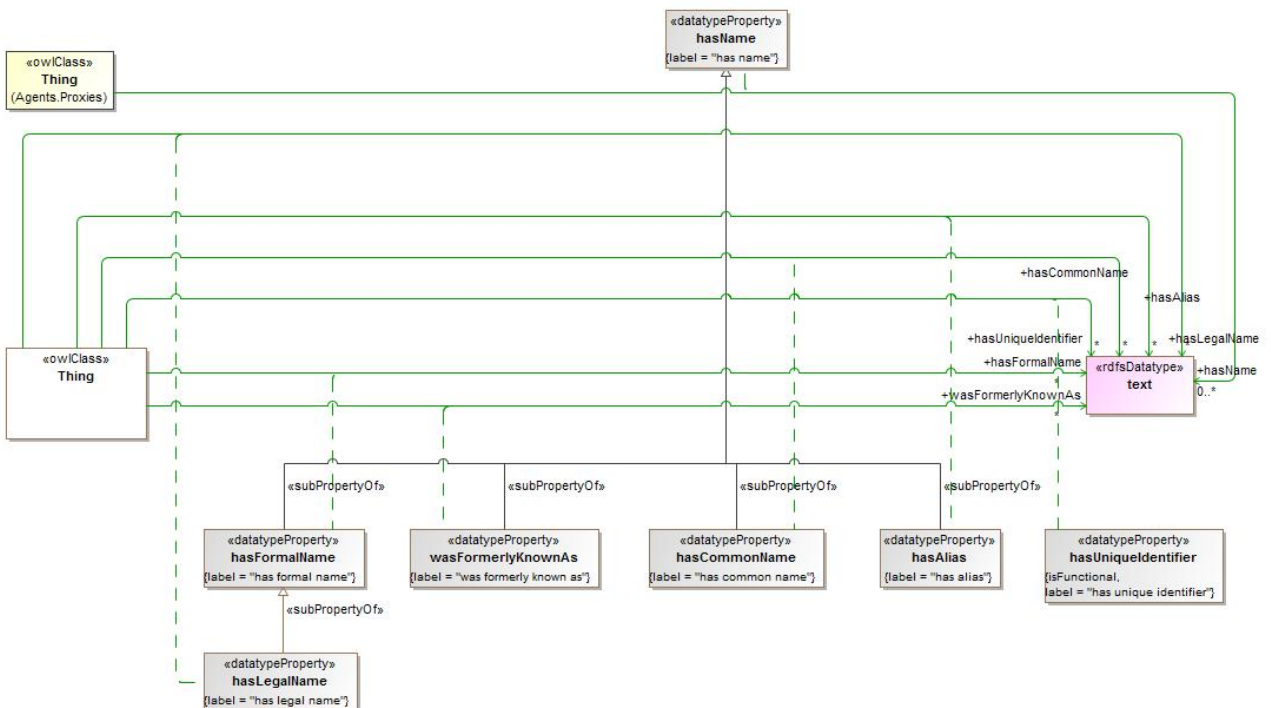 «datatypeProperty»
hasName
{label = "has name"}
«owlClass»
Thing
(Agents.Proxies)
+hasCommonName
+hasAlias
+hasUniqueIdentifier
*
*
*
*
+hasLegalName
«owlClass»
Thing
+hasFormalName
*
«rdfsDatatype»
text
+hasName
0..*
+wasFormerlyKnownAs
*
«subPropertyOf»
«subPropertyOf»
«subPropertyOf»
«subPropertyOf»
«datatypeProperty»
hasFormalName
{label = "has formal name"}
«datatypeProperty»
wasFormerlyKnownAs
{label = "was formerly known as"}
«datatypeProperty»
hasCommonName
{label = "has common name"}
«datatypeProperty»
hasAlias
{label = "has alias"}
«datatypeProperty»
hasUniqueIdentifier
{isFunctional,
label = "has unique identifier"}
«subPropertyOf»
«datatypeProperty»
hasLegalName
{label = "has legal name"}